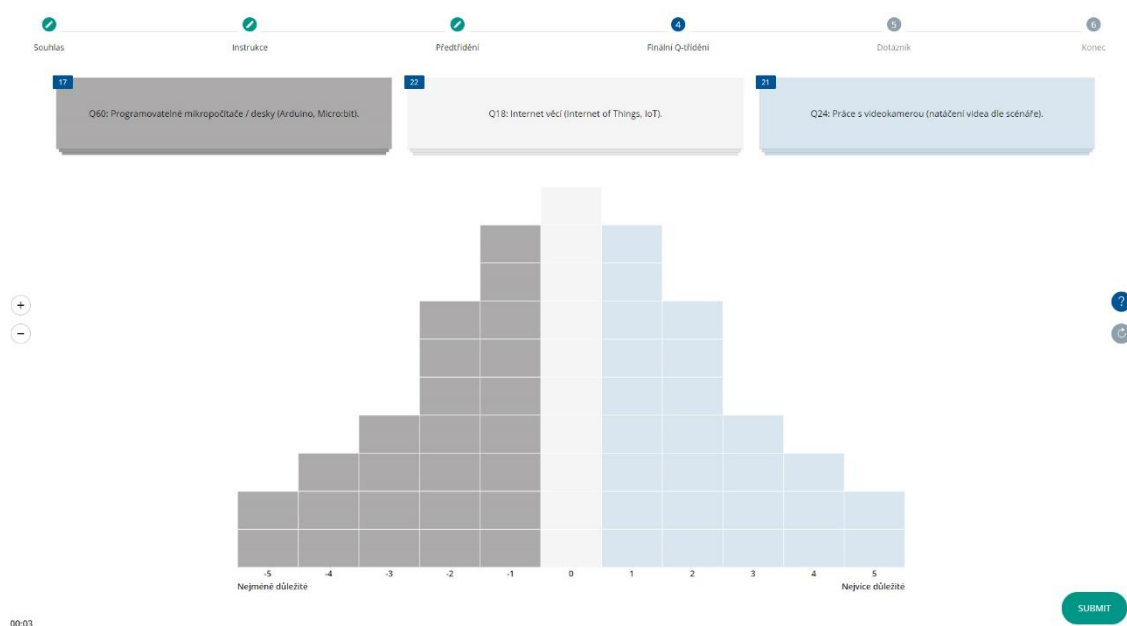 4 5 6
Souhlas Instrukce Předtřídění Finální Q-třídění Dotazník Konec
17 22 21
Q60: Programovatelné mikropočítače / desky (Arduino, Micro:bit). Q18: Internet věcí (Internet of Things, IoT). Q24: Práce s videokamerou (natáčení videa dle scénáře).
+ ?
−
-5 -4 -3 -2 -1 0 1 2 3 4 5
Nejméně důležité Nejvíce důležité
SUBMIT
00:03